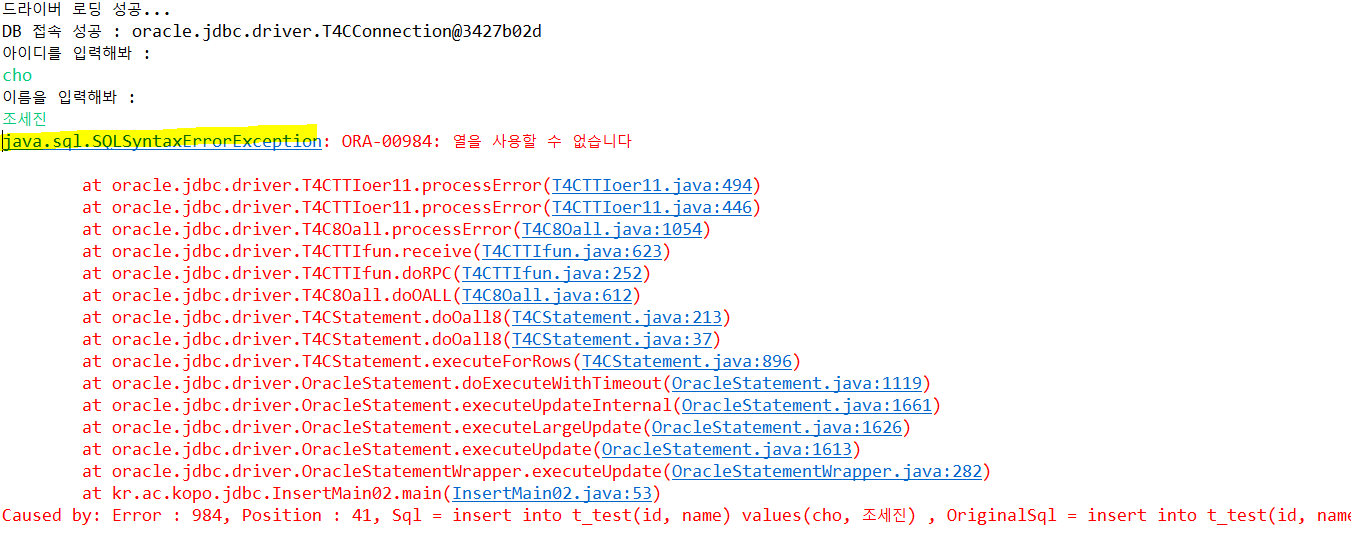 드라이버 로딩 성공...
DB 접속 성공 : oracle.jdbc.driver.T4CConnection@3427b02d
아이디를 입력해봐 :
cho
이름을 입력해봐 :
조세진
java.sql.SQLSyntaxErrorException: ORA-00984: 열을 사용할 수 없습니다
at oracle.jdbc.driver.T4CTTIoer11.processError(T4CTTIoer11.java:494)
at oracle.jdbc.driver.T4CTTIoer11.processError(T4CTTIoer11.java:446)
at oracle.jdbc.driver.T4C8Oall.processError(T4C8Oall.java:1054)
at oracle.jdbc.driver.T4CTTIfun.receive(T4CTTIfun.java:623)
at oracle.jdbc.driver.T4CTTIfun.doRPC(T4CTTIfun.java:252)
at oracle.jdbc.driver.T4C8Oall.doOALL(T4C8Oall.java:612)
at oracle.jdbc.driver.T4CStatement.doOall8(T4CStatement.java:213)
at oracle.jdbc.driver.T4CStatement.doOall8(T4CStatement.java:37)
at oracle.jdbc.driver.T4CStatement.executeForRows(T4CStatement.java:896)
at oracle.jdbc.driver.OracleStatement.doExecuteWithTimeout(OracleStatement.java:1119)
at oracle.jdbc.driver.OracleStatement.executeUpdateInternal(OracleStatement.java:1661)
at oracle.jdbc.driver.OracleStatement.executeLargeUpdate(OracleStatement.java:1626)
at oracle.jdbc.driver.OracleStatement.executeUpdate(OracleStatement.java:1613)
at oracle.jdbc.driver.OracleStatementWrapper.executeUpdate(OracleStatementWrapper.java:282)
at kr.ac.kopo.jdbc.InsertMain02.main(InsertMain02.java:53)
Caused by: Error : 984, Position : 41, Sql = insert into t_test(id, name) values(cho, 조세진) , OriginalSql = insert into t_test(id, name